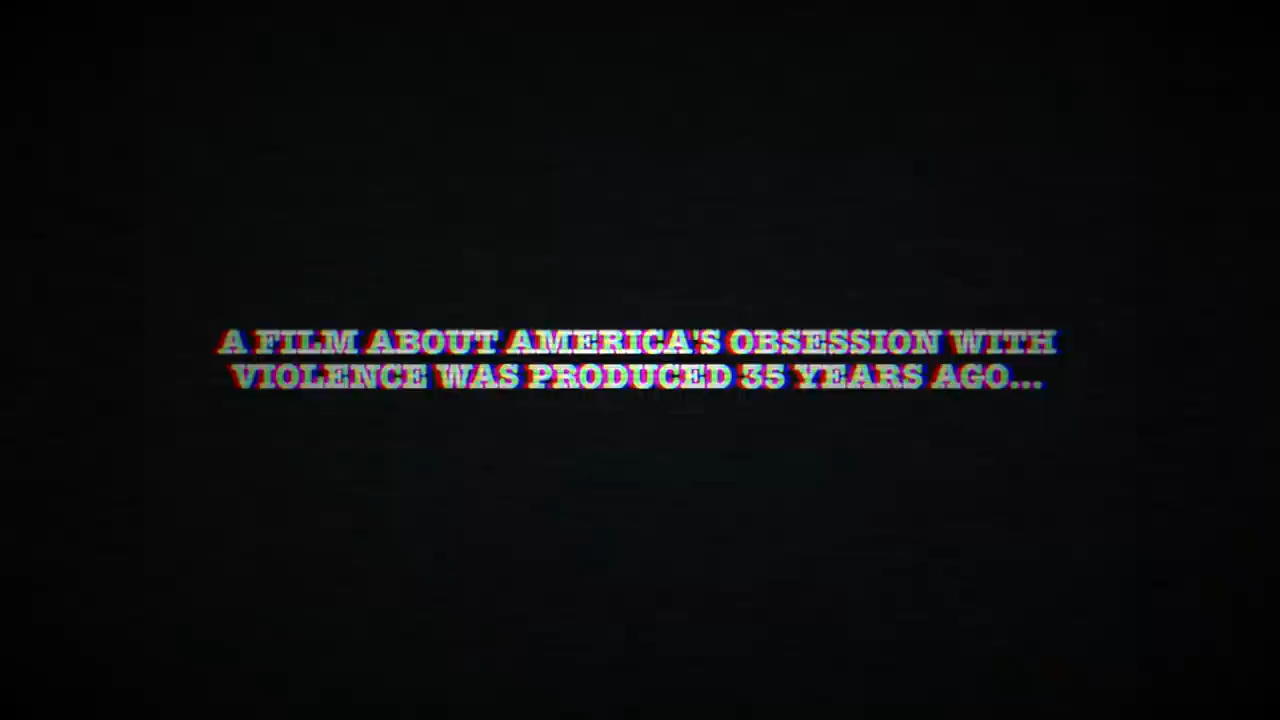 A FILM ABOUT AMERICA'S OBSESSION WITH
VIOLENCE WAS PRODUCED 35 YEARS AGO...